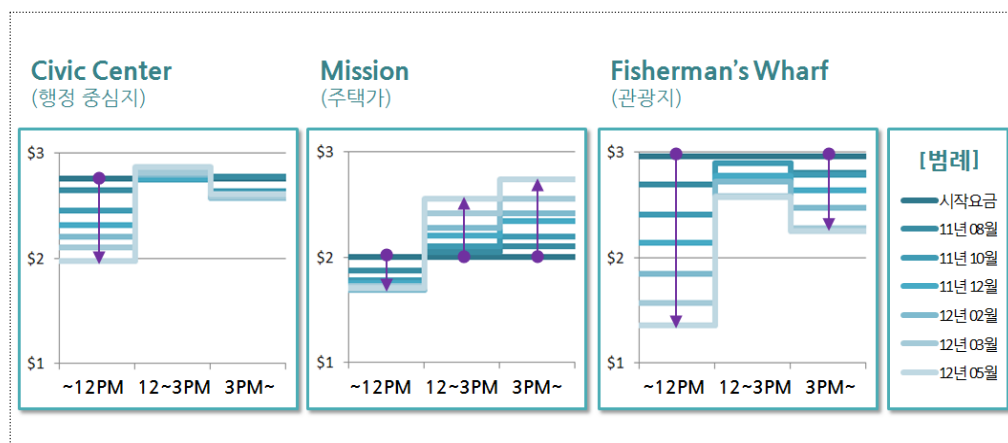 Civic Center
(행정 중심지)
$3
$2
$1
~12PM 12~3PM 3PM~
Mission
(주택가)
$3
$2
$1
~12PM 12~3PM 3PM~
Fisherman's Wharf
(관광지)
$3
$2
$1
~12PM 12~3PM 3PM~
[범례]
시작요금
11년 08월
11년 10월
11년 12월
12년 02월
12년 03월
12년 05월